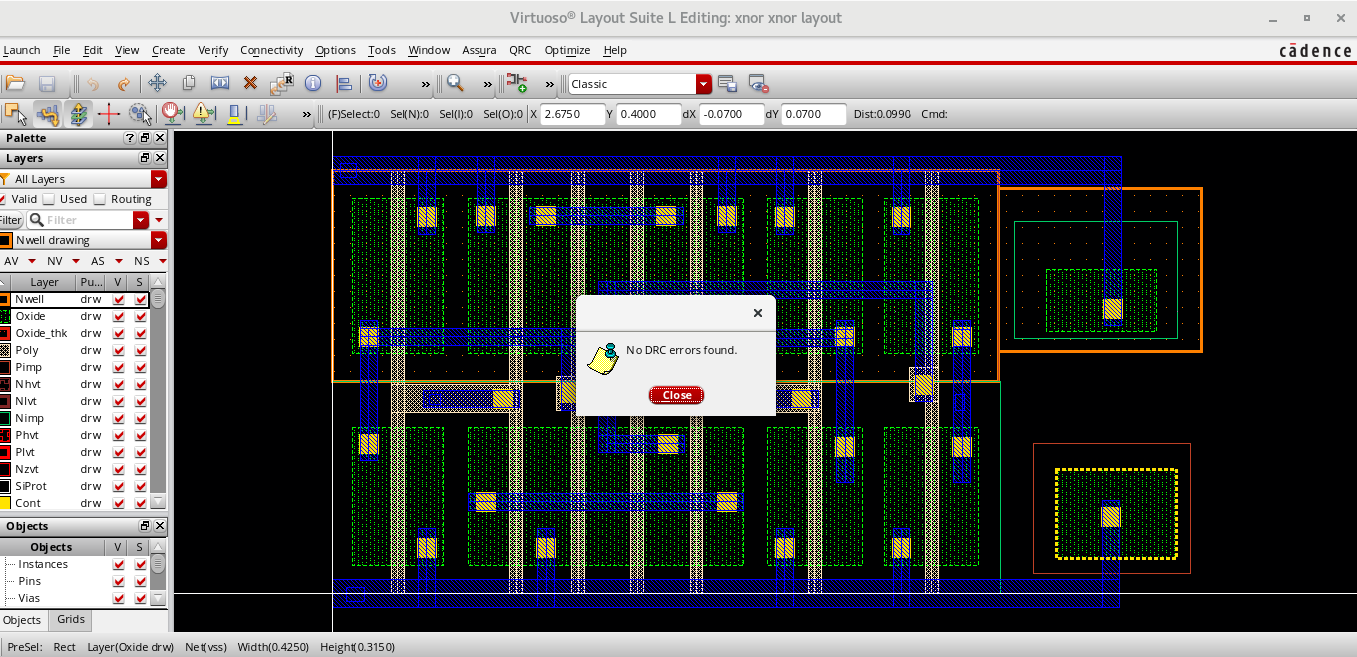 Virtuoso® Layout Suite L Editing: xnor xnor layout
Launch File Edit View Create Verify Connectivity Options Tools Window Assura QRC Optimize Help
cādence
» » » Classic
» (F)Select:0 Sel(N):0 Sel(I):0 Sel(O):0 X 2.6750 Y 0.4000 dX -0.0700 dY 0.0700 Dist:0.0990 Cmd:
Palette
Layers
All Layers
Valid Used Routing
Filter Filter
Nwell drawing
AV NV AS NS
Layer Pu... V S
Nwell drw
Oxide drw
Oxide_thk drw
Poly drw
Pimp drw
Nhvt drw
Nlvt drw
Nimp drw
Phvt drw
Plvt drw
Nzvt drw
SiProt drw
Cont drw
Objects
Objects V S
Instances
Pins
Vias
Objects Grids
No DRC errors found.
Close
PreSel: Rect Layer(Oxide drw) Net(vss) Width(0.4250) Height(0.3150)